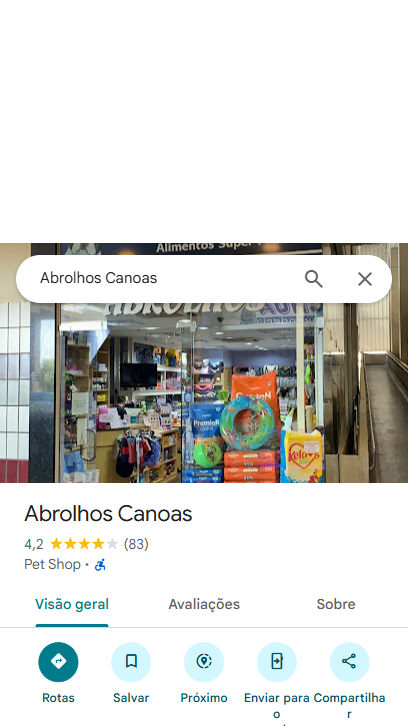 Alimentos Super
Abrolhos Canoas
ABROLHOS
PremieR
Kelavs
Abrolhos Canoas
4,2 (83)
Pet Shop ·
Visão geral Avaliações Sobre
Rotas Salvar Próximo Enviar para o Compartilhar